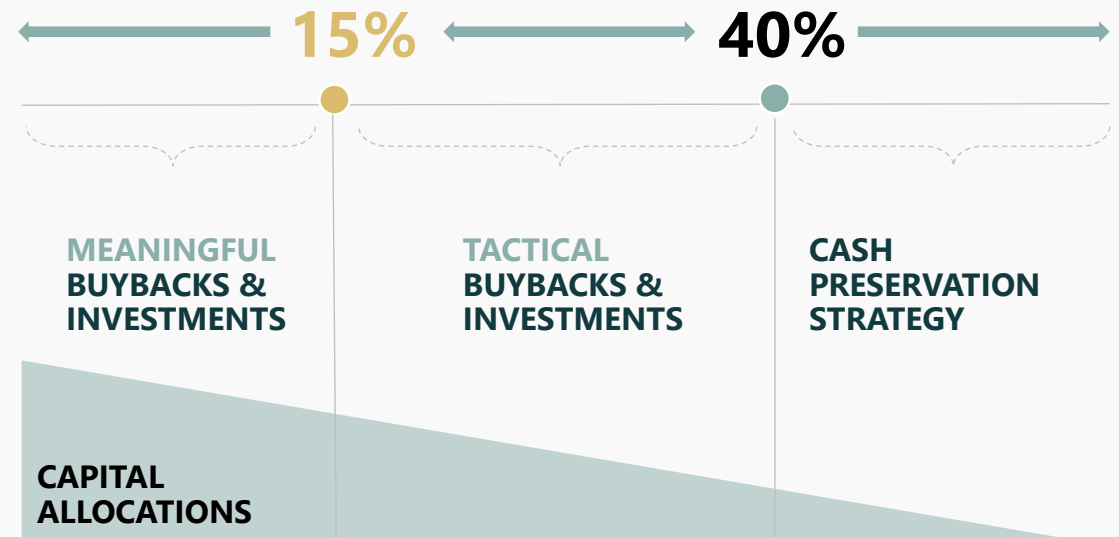 15%
40%
MEANINGFUL
BUYBACKS &
INVESTMENTS
TACTICAL
BUYBACKS &
INVESTMENTS
CASH
PRESERVATION
STRATEGY
CAPITAL
ALLOCATIONS